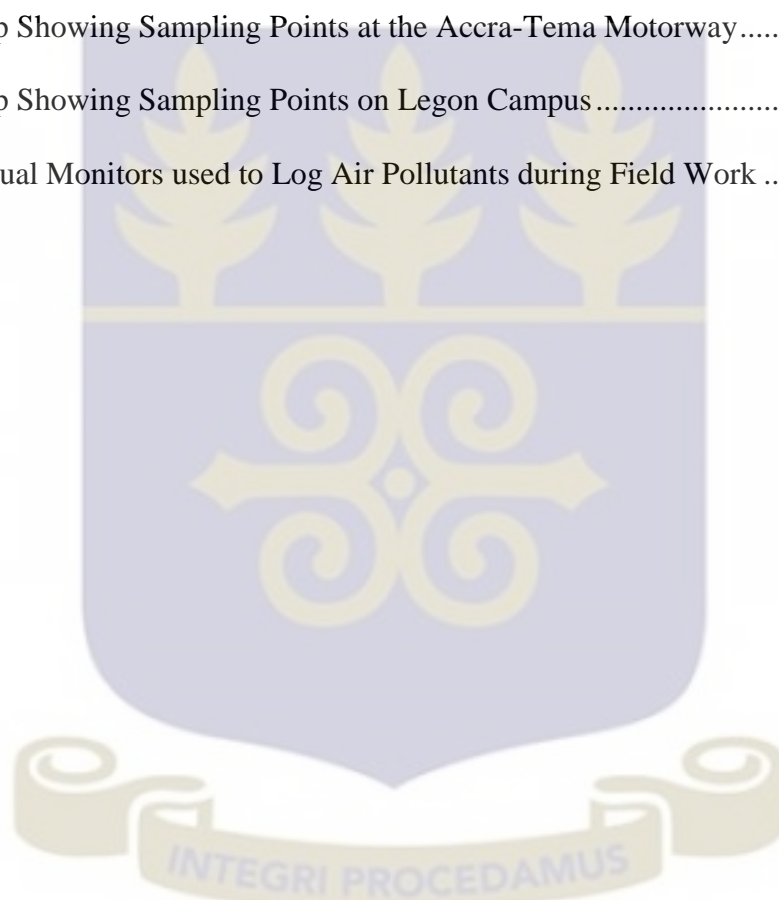 Showing Sampling Points at the Accra-Tema Motorway.....
Showing Sampling Points on Legon Campus.......................
Monitors used to Log Air Pollutants during Field Work ..
INTEGRI PROCEDAMUS